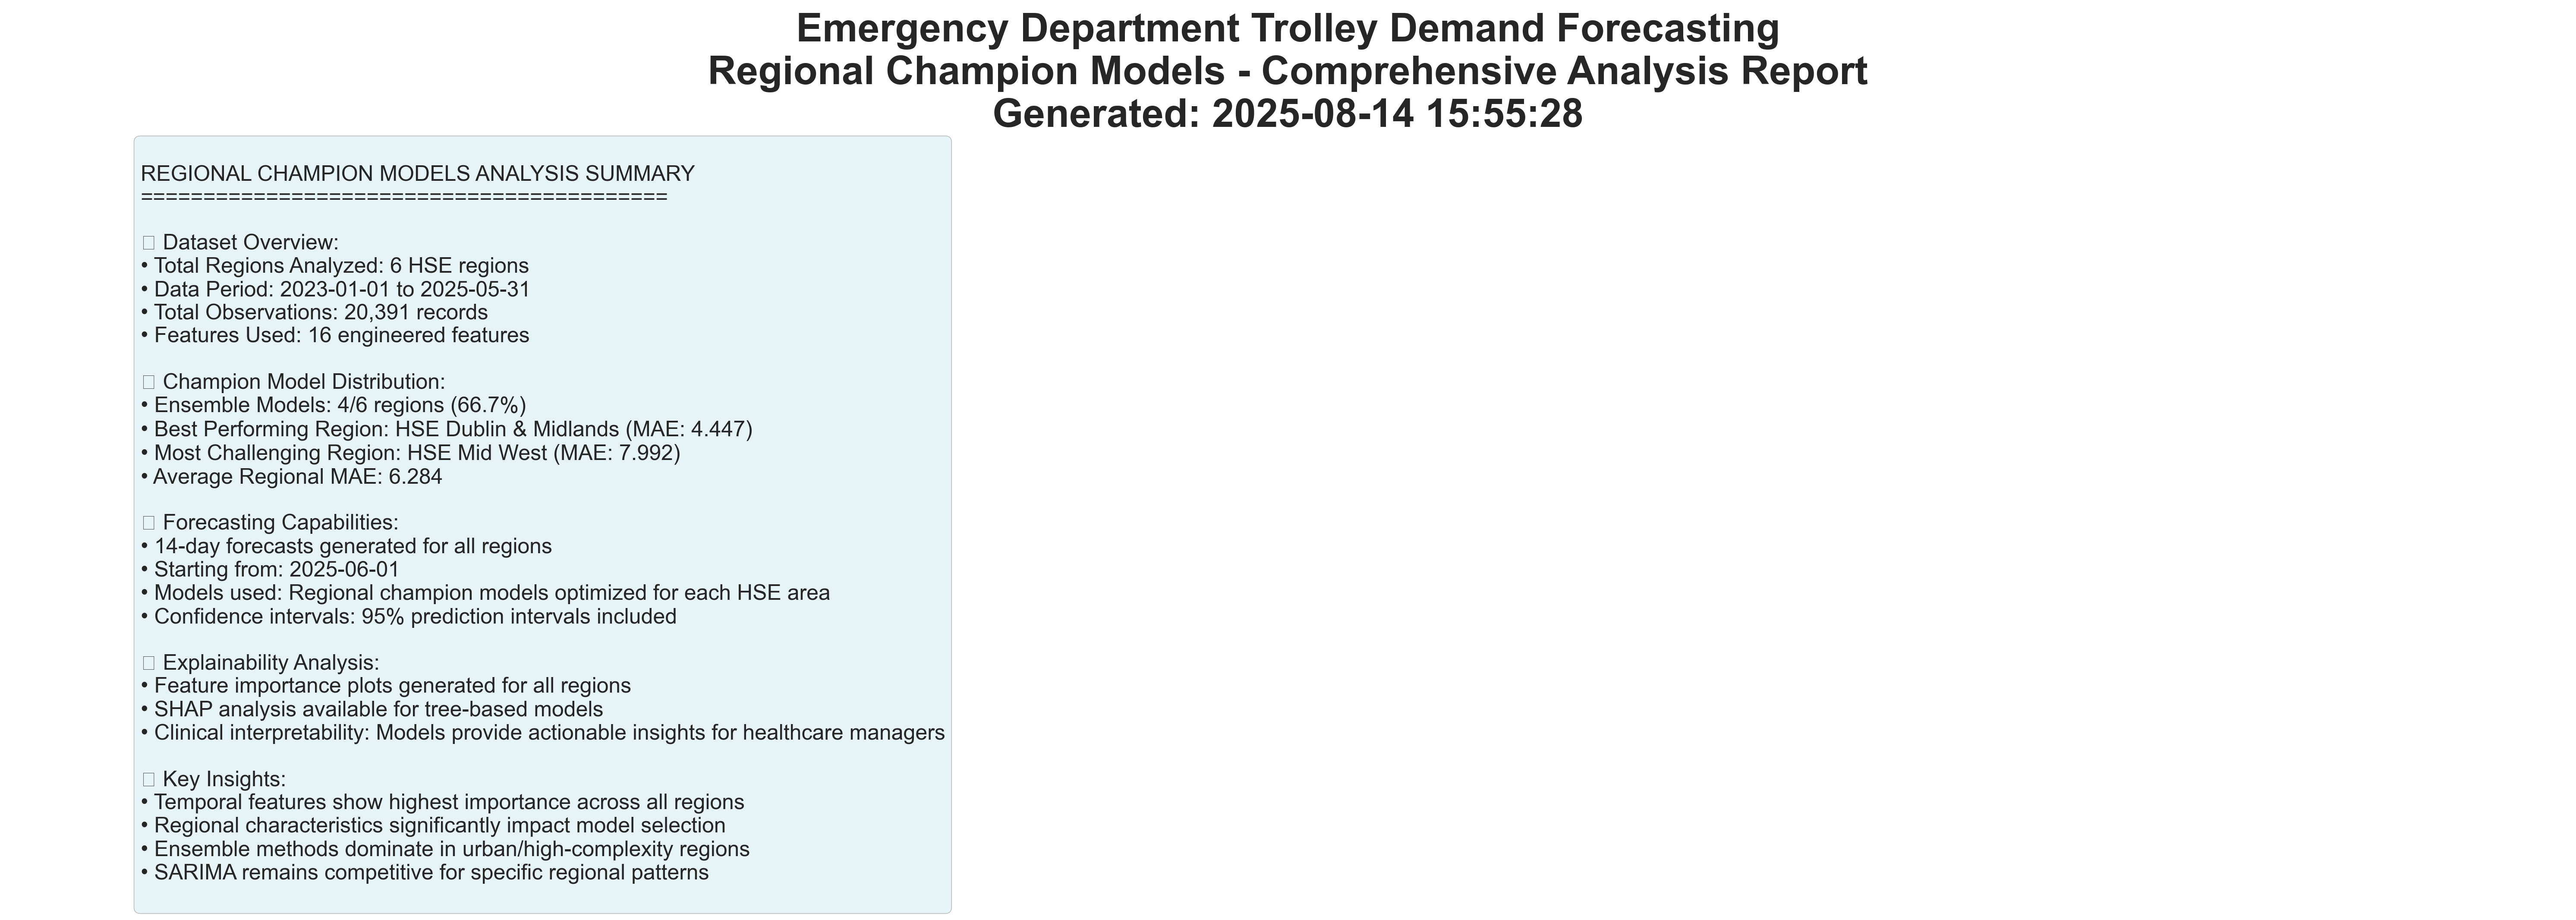 Emergency Department Trolley Demand Forecasting
Regional Champion Models - Comprehensive Analysis Report
Generated: 2025-08-14 15:55:28
REGIONAL CHAMPION MODELS ANALYSIS SUMMARY
==========================================
□ Dataset Overview:
• Total Regions Analyzed: 6 HSE regions
• Data Period: 2023-01-01 to 2025-05-31
• Total Observations: 20,391 records
• Features Used: 16 engineered features
□ Champion Model Distribution:
• Ensemble Models: 4/6 regions (66.7%)
• Best Performing Region: HSE Dublin & Midlands (MAE: 4.447)
• Most Challenging Region: HSE Mid West (MAE: 7.992)
• Average Regional MAE: 6.284
□ Forecasting Capabilities:
• 14-day forecasts generated for all regions
• Starting from: 2025-06-01
• Models used: Regional champion models optimized for each HSE area
• Confidence intervals: 95% prediction intervals included
□ Explainability Analysis:
• Feature importance plots generated for all regions
• SHAP analysis available for tree-based models
• Clinical interpretability: Models provide actionable insights for healthcare managers
□ Key Insights:
• Temporal features show highest importance across all regions
• Regional characteristics significantly impact model selection
• Ensemble methods dominate in urban/high-complexity regions
• SARIMA remains competitive for specific regional patterns